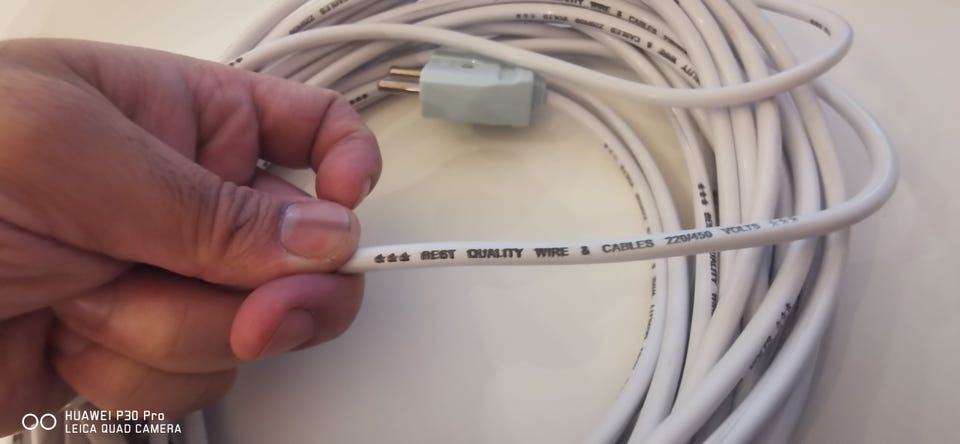 *** BEST QUALITY WIRE & CABLES 220/450 VOLTS ***
HUAWEI P30 Pro
LEICA QUAD CAMERA